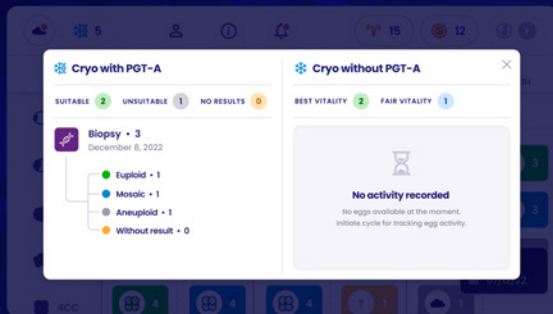 5
15
12
Cryo with PGT-A
SUITABLE 2 UNSUITABLE 1 NO RESULTS 0
Biopsy • 3
December 8, 2022
Euploid • 1
Mosaic • 1
Aneuploid • 1
Without result • 0
Cryo without PGT-A
BEST VITALITY 2 FAIR VITALITY 1
No activity recorded
No eggs available at the moment.
Initiate cycle for tracking egg activity.
3
3
4CC
4
4
4
? 1
1